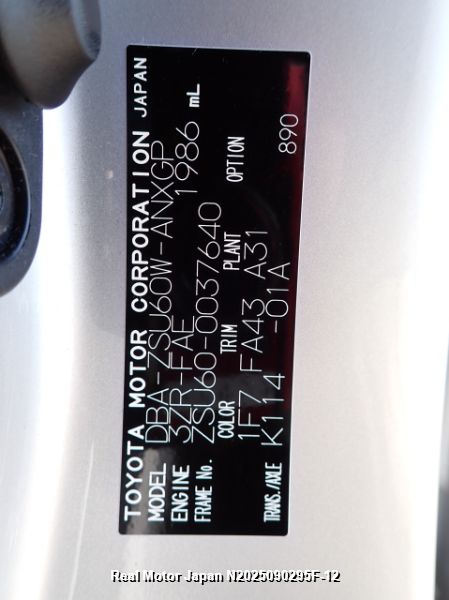 TOYOTA MOTOR CORPORATION JAPAN
MODEL DBA-ZSU60W-ANXGP
ENGINE 3ZR-FAE 1986 mL
FRAME No. ZSU60-0037640
COLOR TRIM PLANT OPTION
1F7 FA43 A31 890
TRANS./AXLE K114 -01A
Real Motor Japan N2025090295F-12